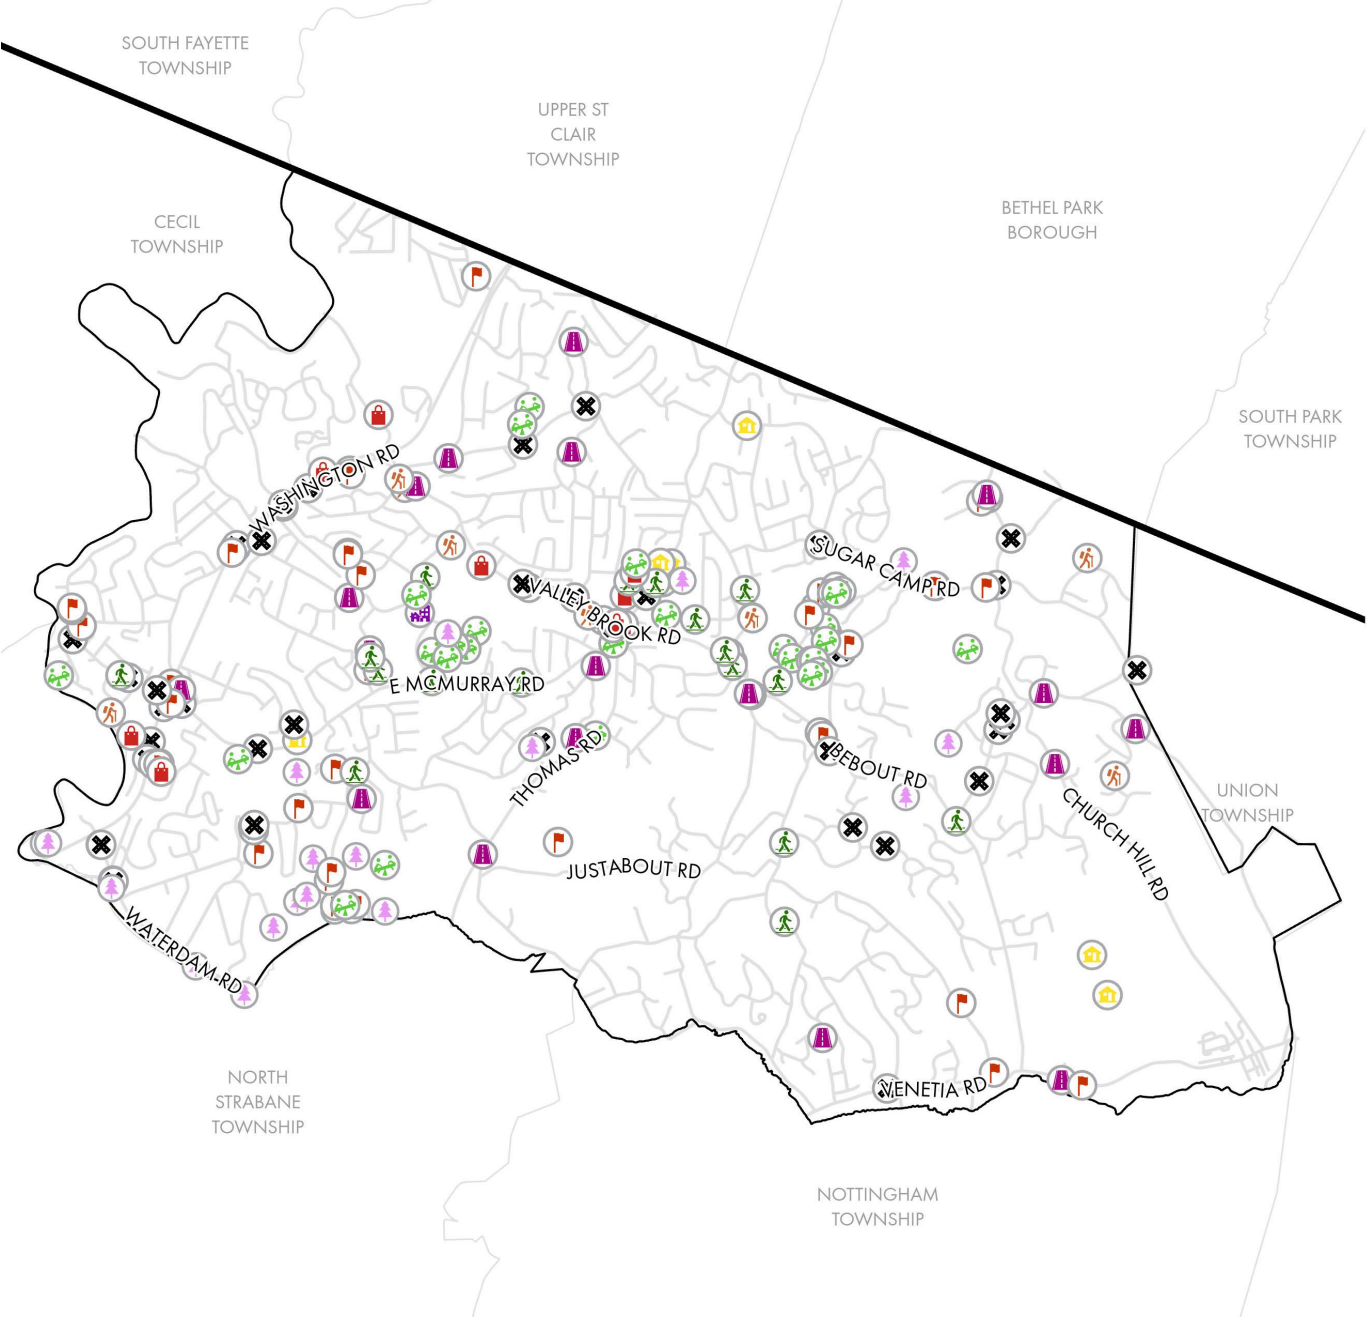 SOUTH FAYETTE
TOWNSHIP
UPPER ST
CLAIR
TOWNSHIP
CECIL
TOWNSHIP
BETHEL PARK
BOROUGH
SOUTH PARK
TOWNSHIP
WASHINGTON RD
SUGAR CAMP RD
VALLEY BROOK RD
E MCMURRAY RD
THOMAS RD
BEBOUT RD
UNION
TOWNSHIP
CHURCH HILL RD
JUSTABOUT RD
WATERDAM RD
VENETIA RD
NORTH
STRABANE
TOWNSHIP
NOTTINGHAM
TOWNSHIP